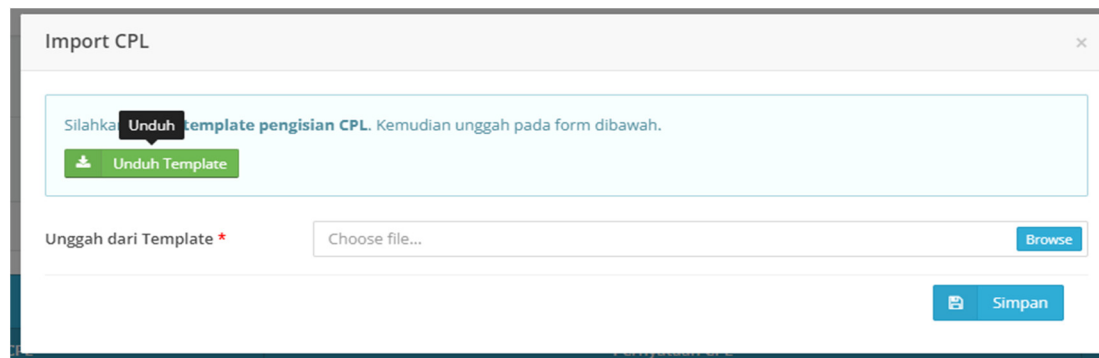 Import CPL
×
Silahka Unduh template pengisian CPL. Kemudian unggah pada form dibawah.
Unduh Template
Unggah dari Template *
Choose file...
Browse
Simpan